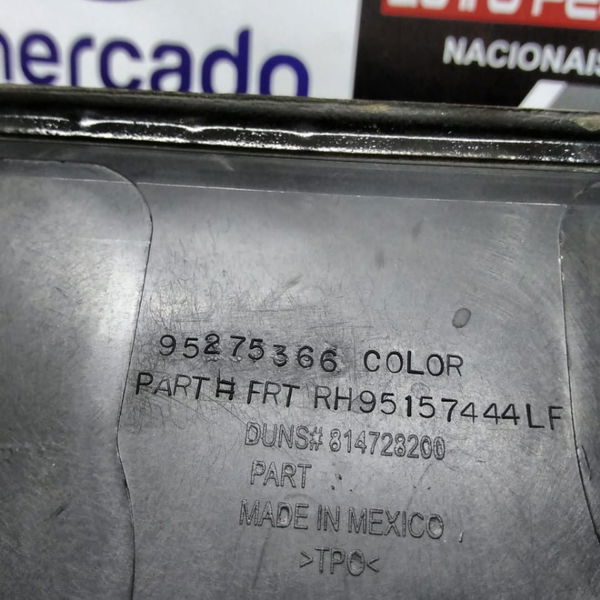 mercado
NACIONAIS
95275366 COLOR
PART# FRT RH95157444LF
DUNS# 814728200
PART
MADE IN MEXICO
>TPO<